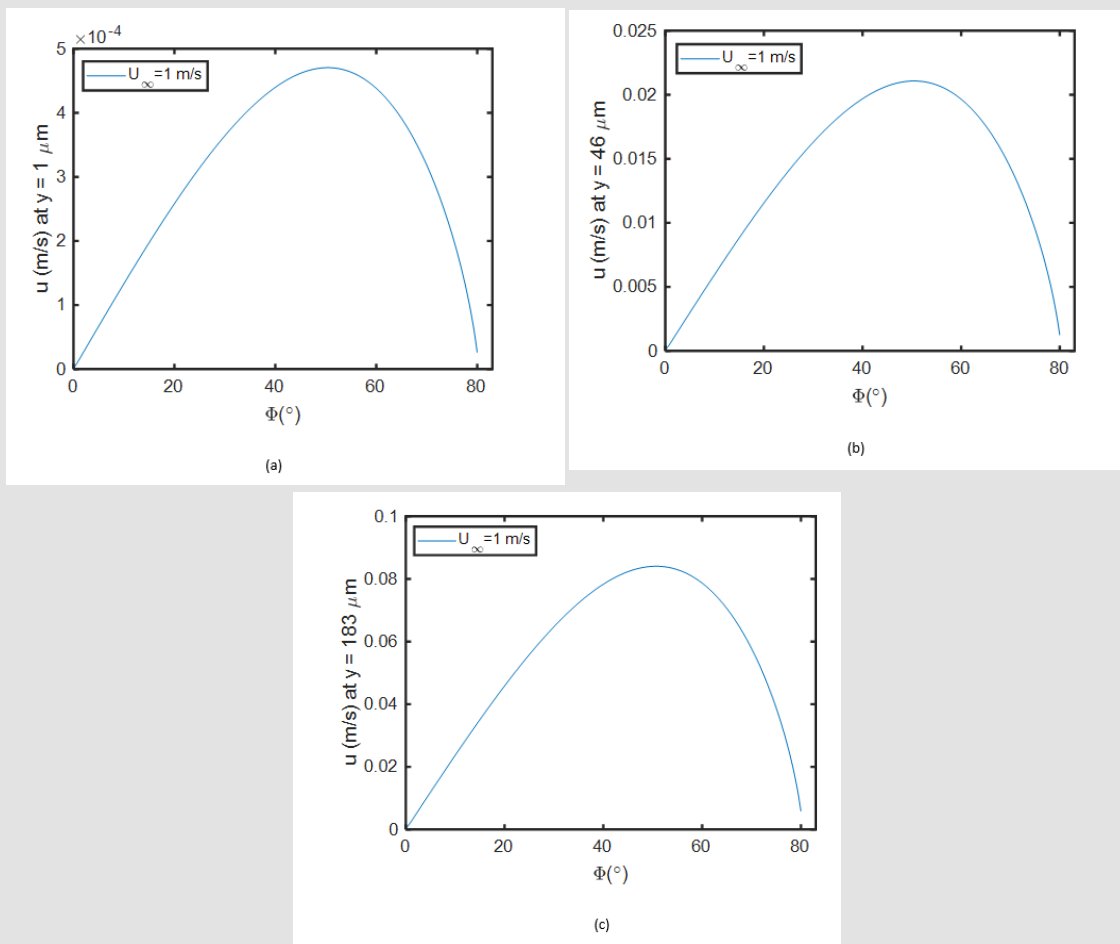 ×10⁻⁴
5
4
3
2
1
0
u (m/s) at y = 1 μm
U∞=1 m/s
0 20 40 60 80
Φ(°)
(a)
0.025
0.02
0.015
0.01
0.005
0
u (m/s) at y = 46 μm
U∞=1 m/s
0 20 40 60 80
Φ(°)
(b)
0.1
0.08
0.06
0.04
0.02
0
u (m/s) at y = 183 μm
U∞=1 m/s
0 20 40 60 80
Φ(°)
(c)